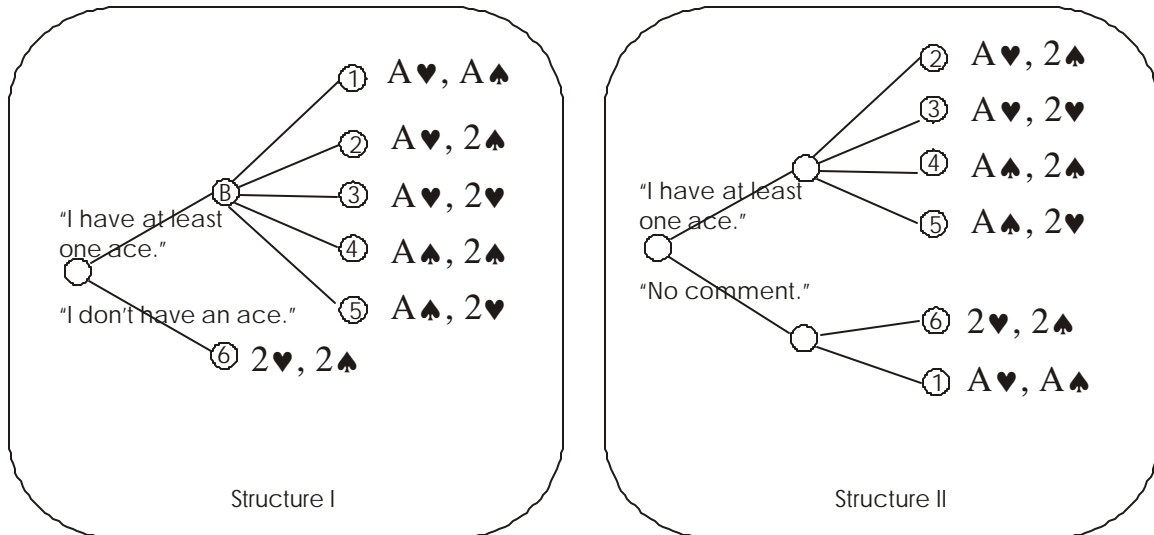 1 A♥, A♠
2 A♥, 2♠
B 3 A♥, 2♥
"I have at least
one ace."
4 A♠, 2♠
"I don't have an ace."
5 A♠, 2♥
6 2♥, 2♠
Structure I
2 A♥, 2♠
3 A♥, 2♥
4 A♠, 2♠
"I have at least
one ace."
5 A♠, 2♥
"No comment."
6 2♥, 2♠
1 A♥, A♠
Structure II